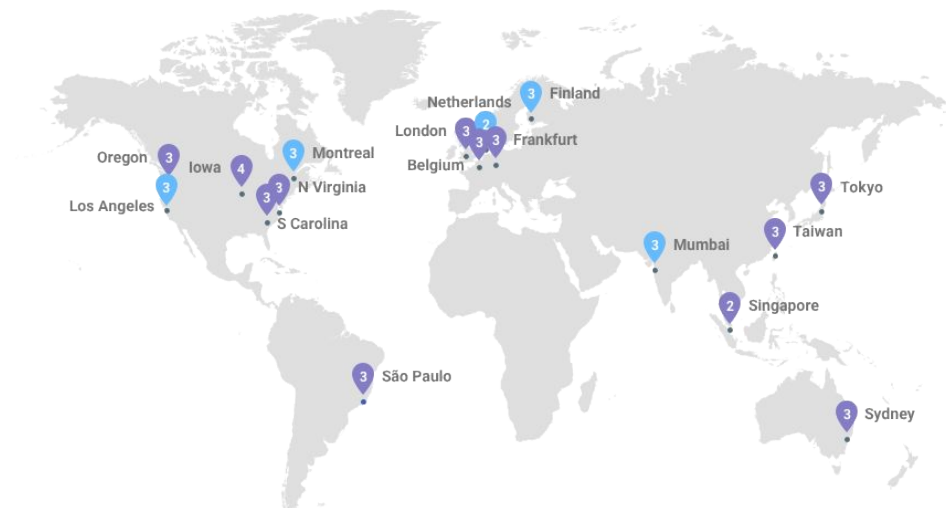 3 Finland
Netherlands 2
London 3
3
3 Frankfurt
Belgium
Oregon 3
Iowa 4
3 Montreal
3
Los Angeles
3 N Virginia
3
S Carolina
3 Tokyo
3 Taiwan
3 Mumbai
2 Singapore
3 São Paulo
3 Sydney